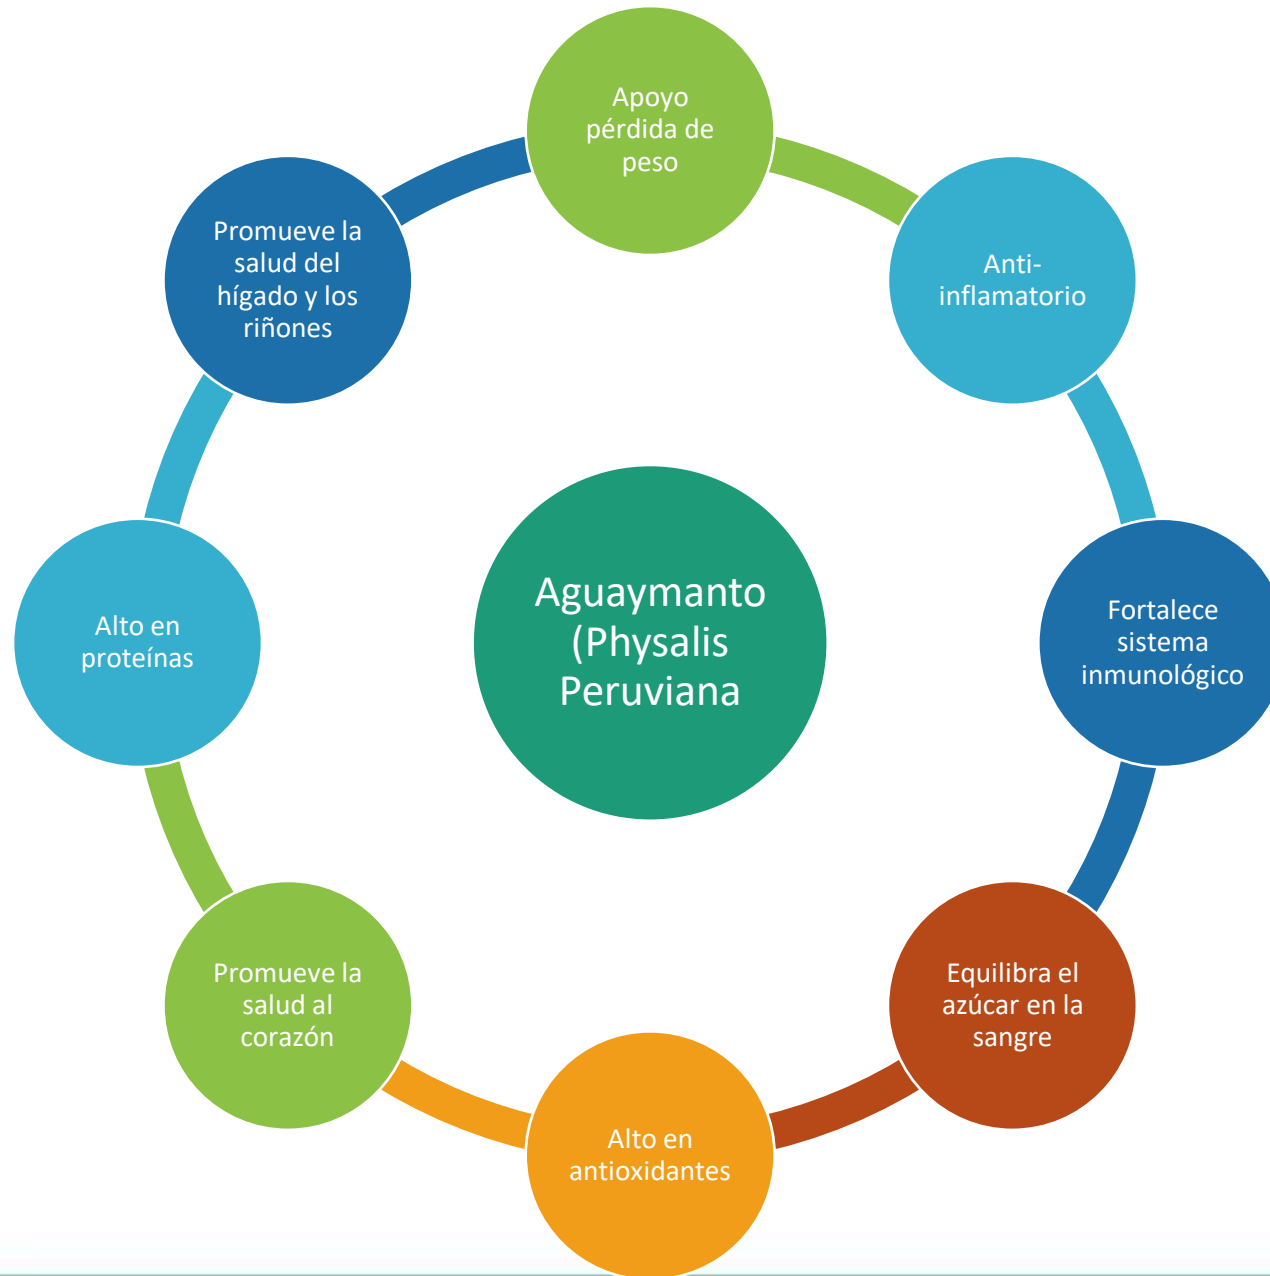 Apoyo
pérdida de
peso
Anti-
inflamatorio
Fortalece
sistema
inmunológico
Equilibra el
azúcar en la
sangre
Alto en
antioxidantes
Promueve la
salud al
corazón
Alto en
proteínas
Promueve la
salud del
hígado y los
riñones
Aguaymanto
(Physalis
Peruviana